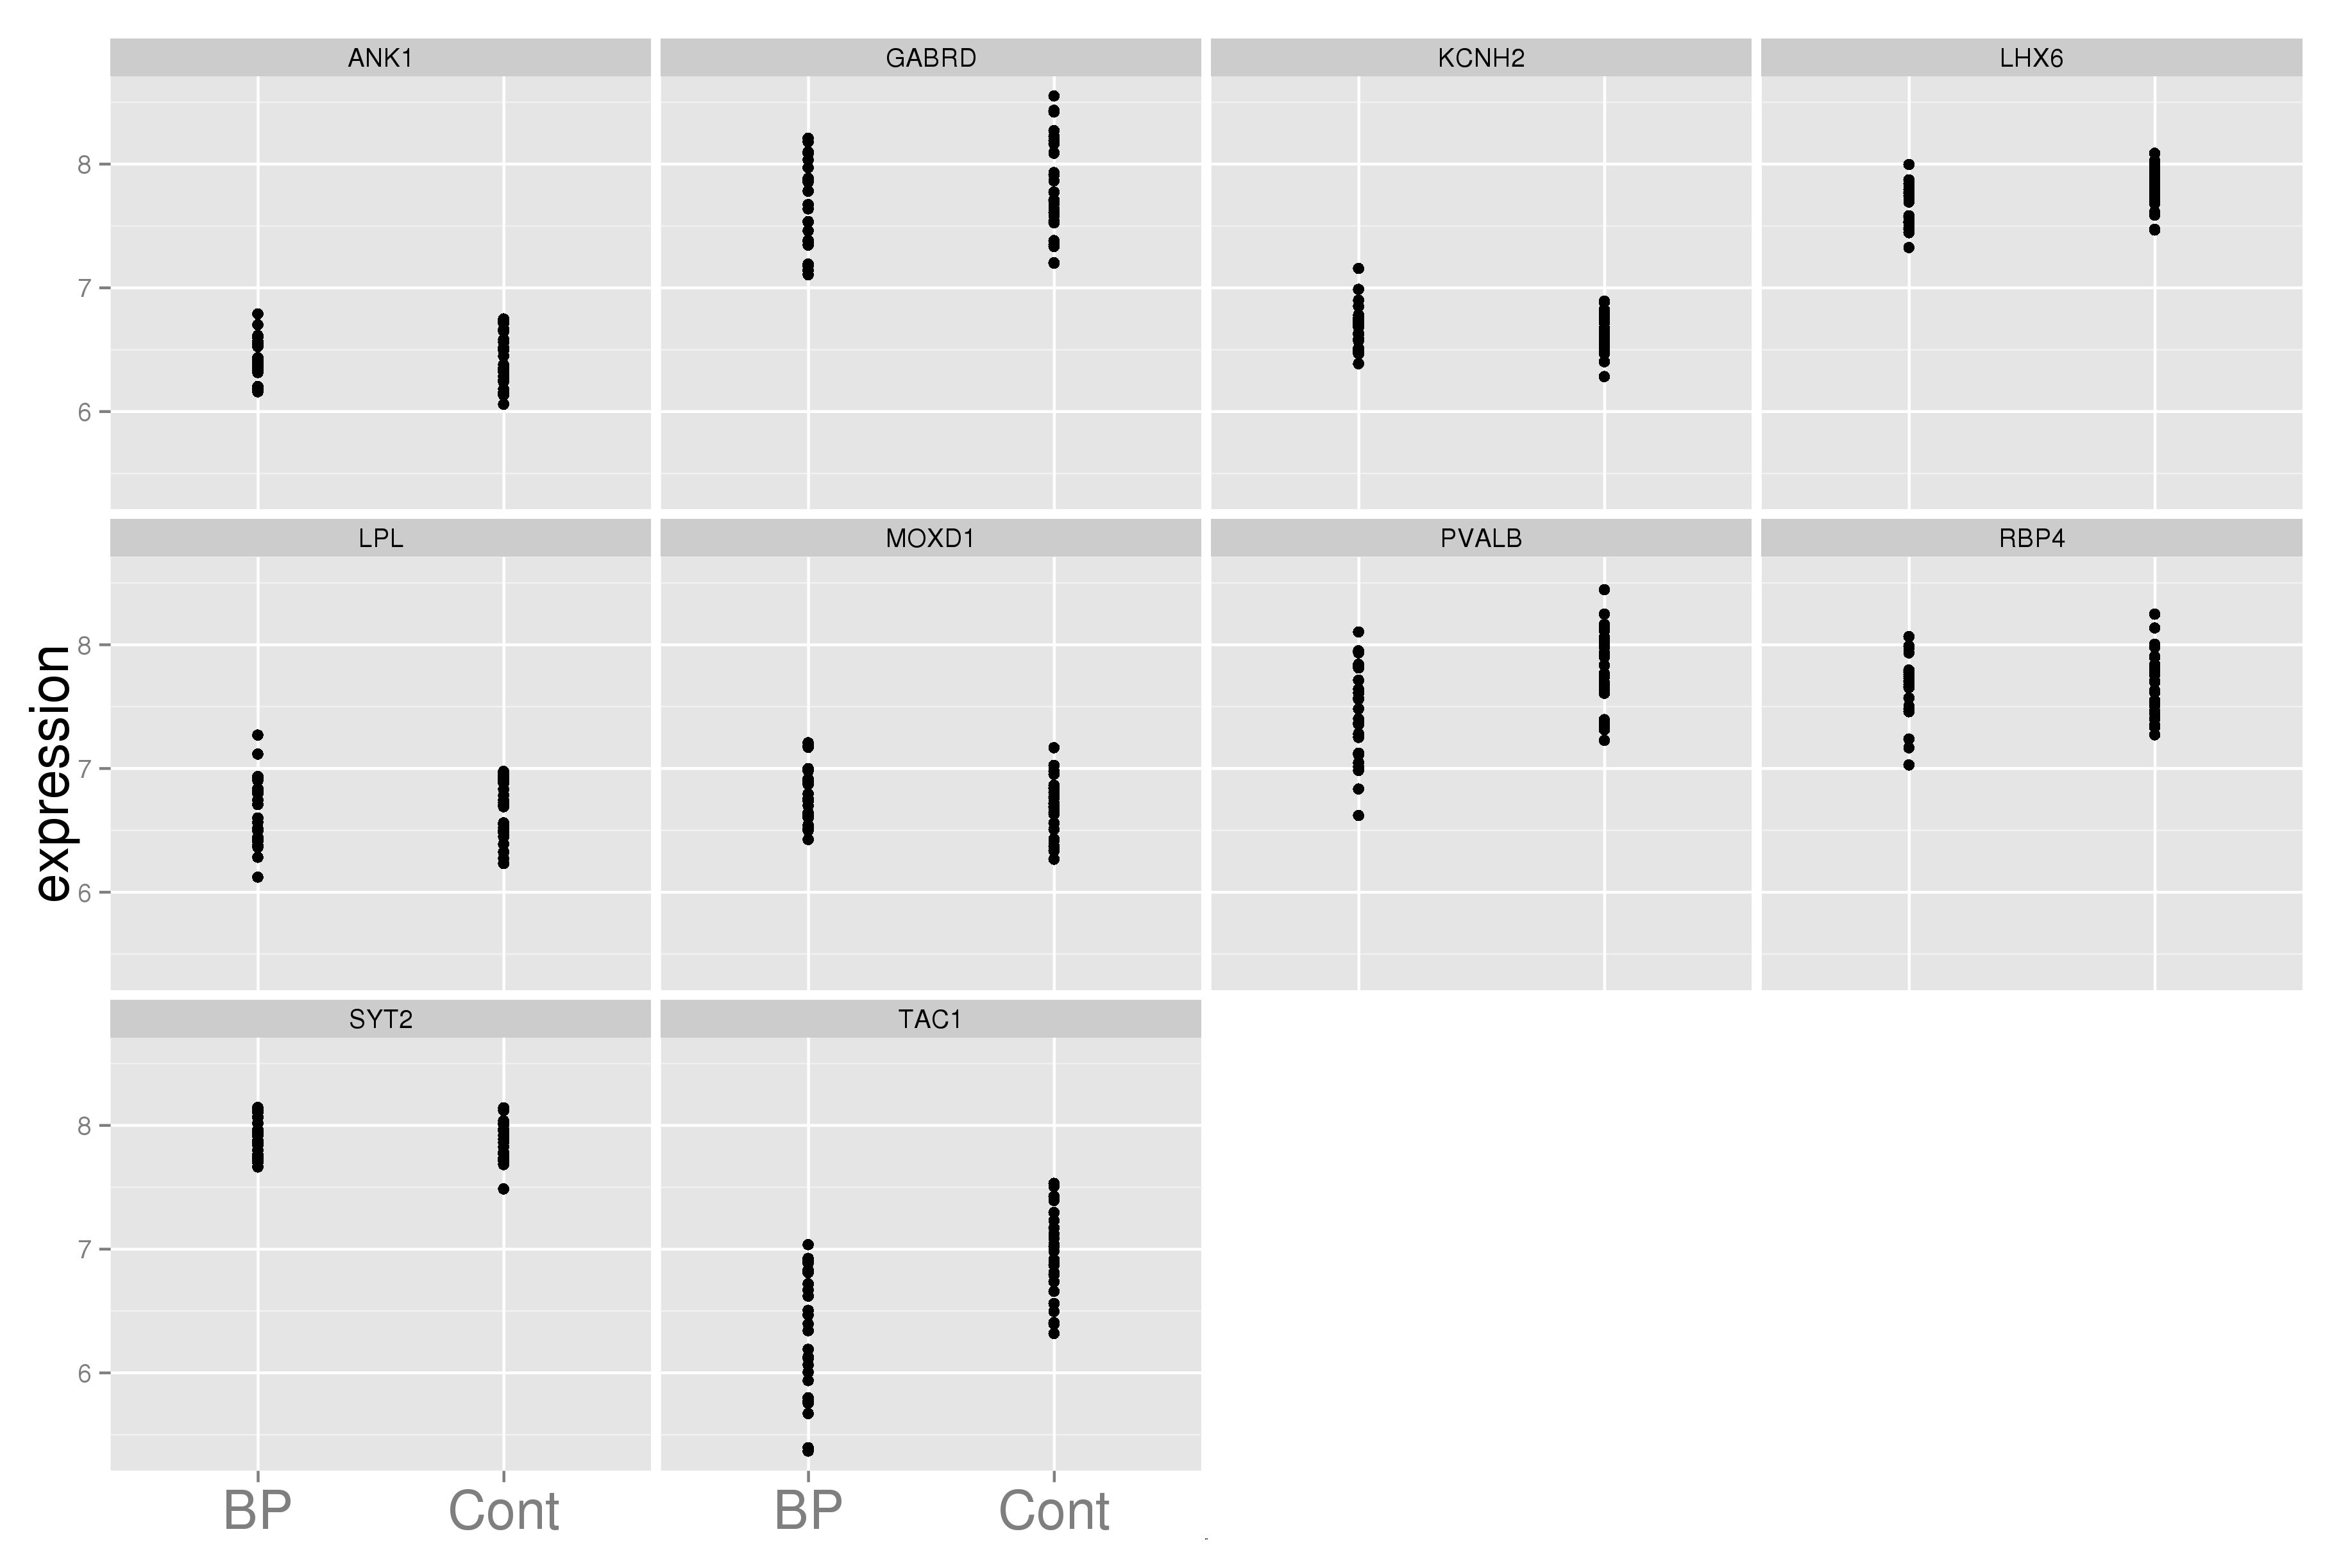 ANK1 GABRD KCNH2 LHX6
8
7
6
LPL MOXD1 PVALB RBP4
8
7
6
expression
SYT2 TAC1
8
7
6
BP Cont BP Cont